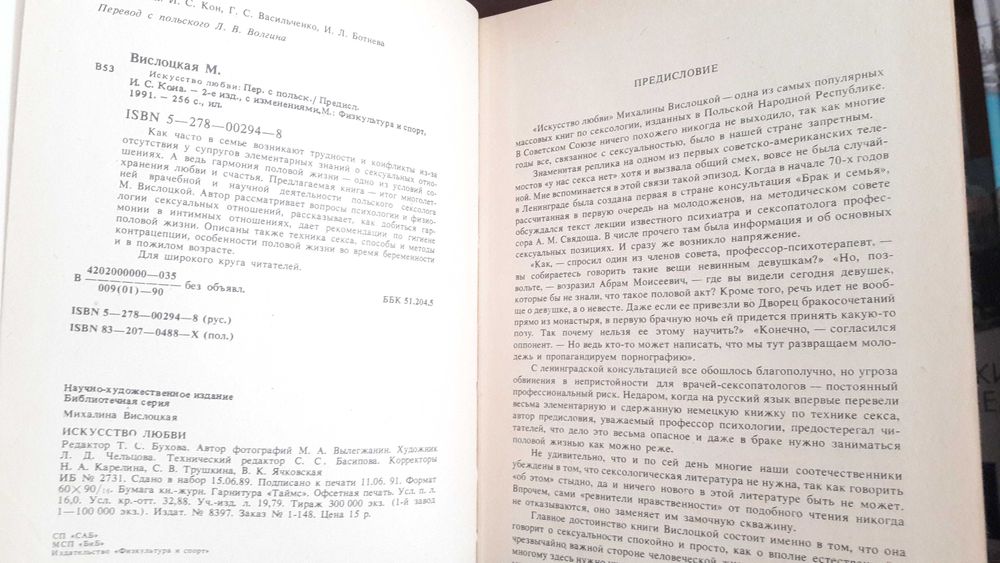 И. С. Кон, Г. С. Васильченко, И. Л. Ботнева
Перевод с польского Л. В. Волгина
Вислоцкая М.
В53
Искусство любви: Пер. с польск./ Предисл.
И. С. Кона. — 2-е изд., с изменениями, М.: Физкультура и спорт,
1991. — 256 с., ил.
ISBN 5—278—00294—8
Как часто в семье возникают трудности и конфликты из-за
отсутствия у супругов элементарных знаний о сексуальных отно-
шениях. А ведь гармония половой жизни — одно из условий со-
хранения любви и счастья. Предлагаемая книга — итог многолет-
ней врачебной и научной деятельности польского сексолога
М. Вислоцкой. Автор рассматривает вопросы психологии и физио-
логии сексуальных отношений, рассказывает, как добиться гар-
монии в интимных отношениях, дает рекомендации по гигиене
половой жизни. Описаны также техника секса, способы и методы
контрацепции, особенности половой жизни во время беременности
и в пожилом возрасте.
Для широкого круга читателей.
В 4202000000—035
009(01)—90 — без объявл.
ББК 51.204,5
ISBN 5—278—00294—8 (рус.)
ISBN 83—207—0488—X (пол.)
Научно-художественное издание
Библиотечная серия
Михалина Вислоцкая
ИСКУССТВО ЛЮБВИ
Редактор Т. С. Бухова. Автор фотографий М. А. Вылегжанин. Художник
Л. Д. Чельцова. Технический редактор С. С. Басипова. Корректоры
Н. А. Карелина, С. В. Трушкина, В. К. Ячковская
ИБ № 2731. Сдано в набор 15.06.89. Подписано к печати 11.06. 91. Формат
60×90/16. Бумага кн.-журн. Гарнитура «Таймс». Офсетная печать. Усл. п. л.
16,0. Усл. кр.-отт. 32.88. Уч.-изд. л. 19,79. Тираж 300 000 экз. (1-й завод
1—100 000 экз.). Издат. № 8397. Заказ № 1-148. Цена 15 р.
СП «САБ»
МСП «БиБ»
Издательство «Физкультура и спорт»
ПРЕДИСЛОВИЕ
«Искусство любви» Михалины Вислоцкой — одна из самых популярных
массовых книг по сексологии, изданных в Польской Народной Республике.
В Советском Союзе ничего похожего никогда не выходило, так как многие
годы все, связанное с сексуальностью, было в нашей стране запретным.
Знаменитая реплика на одном из первых советско-американских теле-
мостов «у нас секса нет» хотя и вызвала общий смех, вовсе не была случай-
ной. Мне вспоминается в этой связи такой эпизод. Когда в начале 70-х годов
в Ленинграде была создана первая в стране консультация «Брак и семья»,
рассчитанная в первую очередь на молодоженов, на методическом совете
обсуждался текст лекции известного психиатра и сексопатолога профес-
сора А. М. Свядоща. В числе прочего там была информация и об основных
сексуальных позициях. И сразу же возникло напряжение.
«Как, — спросил один из членов совета, профессор-психотерапевт, —
вы собираетесь говорить такие вещи невинным девушкам?» «Но, поз-
вольте, — возразил Абрам Моисеевич, — где вы видели сегодня девушек,
которые бы не знали, что такое половой акт? Кроме того, речь идет не вооб-
ще о девушке, а о невесте. Даже если ее привезли во Дворец бракосочетаний
прямо из монастыря, в первую брачную ночь ей придется принять какую-то
позу. Так почему нельзя ее этому научить?» «Конечно, — согласился
оппонент. — Но ведь кто-то может написать, что мы тут развращаем моло-
дежь и пропагандируем порнографию».
С ленинградской консультацией все обошлось благополучно, но угроза
обвинения в непристойности для врачей-сексопатологов — постоянный
профессиональный риск. Недаром, когда на русский язык впервые перевели
весьма элементарную и сдержанную немецкую книжку по технике секса,
автор предисловия, уважаемый профессор психологии, предостерегал чи-
тателей, что дело это весьма опасное и даже в браке нужно заниматься
половой жизнью как можно реже.
Не удивительно, что и по сей день многие наши соотечественники
убеждены в том, что сексологическая литература не нужна, так как говорить
«об этом» стыдно, да и ничего нового в этой литературе быть не может.
Впрочем, сами «ревнители нравственности» от подобного чтения никогда
не отказываются, оно заменяет им замочную скважину.
Главное достоинство книги Вислоцкой состоит именно в том, что она
говорит о сексуальности спокойно и просто, как о вполне естествен
чрезвычайно важной стороне человеческой
многому здесь нужно